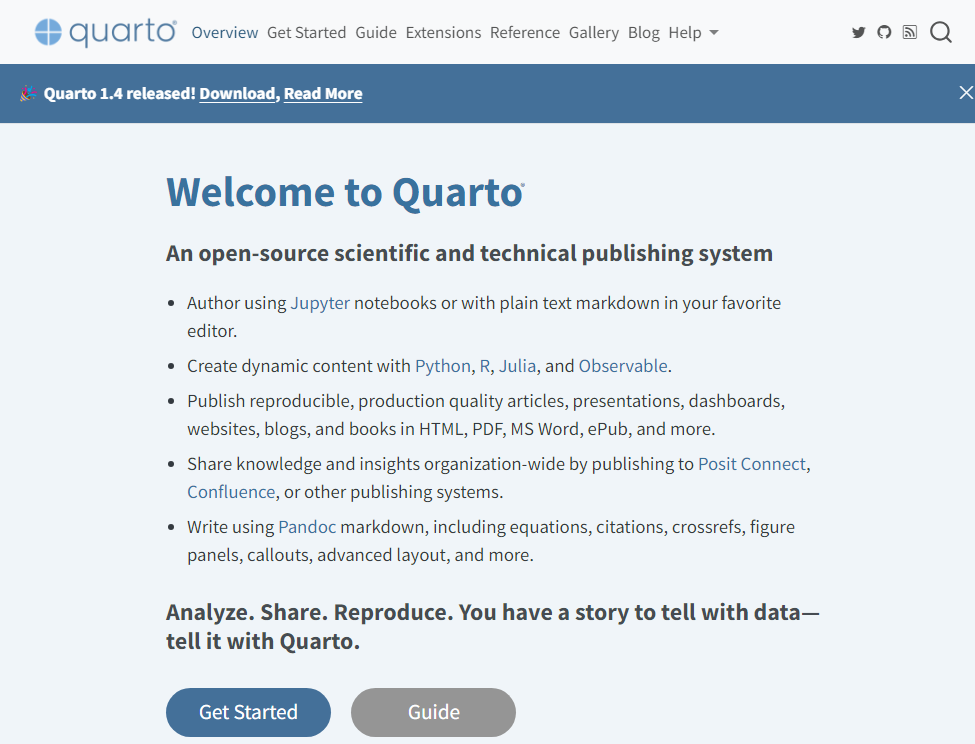 quarto® Overview Get Started Guide Extensions Reference Gallery Blog Help
Quarto 1.4 released! Download, Read More
Welcome to Quarto®
An open-source scientific and technical publishing system
• Author using Jupyter notebooks or with plain text markdown in your favorite
editor.
• Create dynamic content with Python, R, Julia, and Observable.
• Publish reproducible, production quality articles, presentations, dashboards,
websites, blogs, and books in HTML, PDF, MS Word, ePub, and more.
• Share knowledge and insights organization-wide by publishing to Posit Connect,
Confluence, or other publishing systems.
• Write using Pandoc markdown, including equations, citations, crossrefs, figure
panels, callouts, advanced layout, and more.
Analyze. Share. Reproduce. You have a story to tell with data—
tell it with Quarto.
Get Started Guide